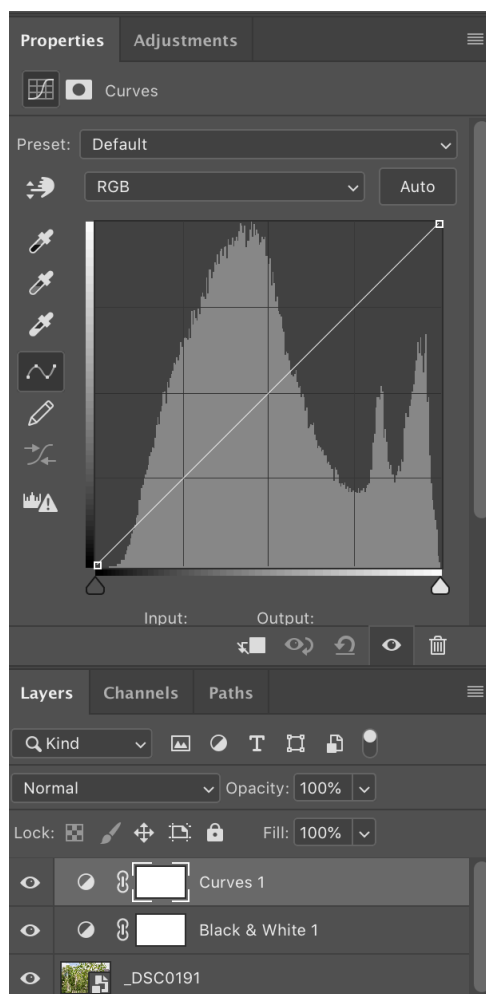 Properties Adjustments
Curves
Preset: Default
RGB Auto
Input: Output:
Layers Channels Paths
Kind T
Normal Opacity: 100%
Lock: Fill: 100%
Curves 1
Black & White 1
_DSC0191